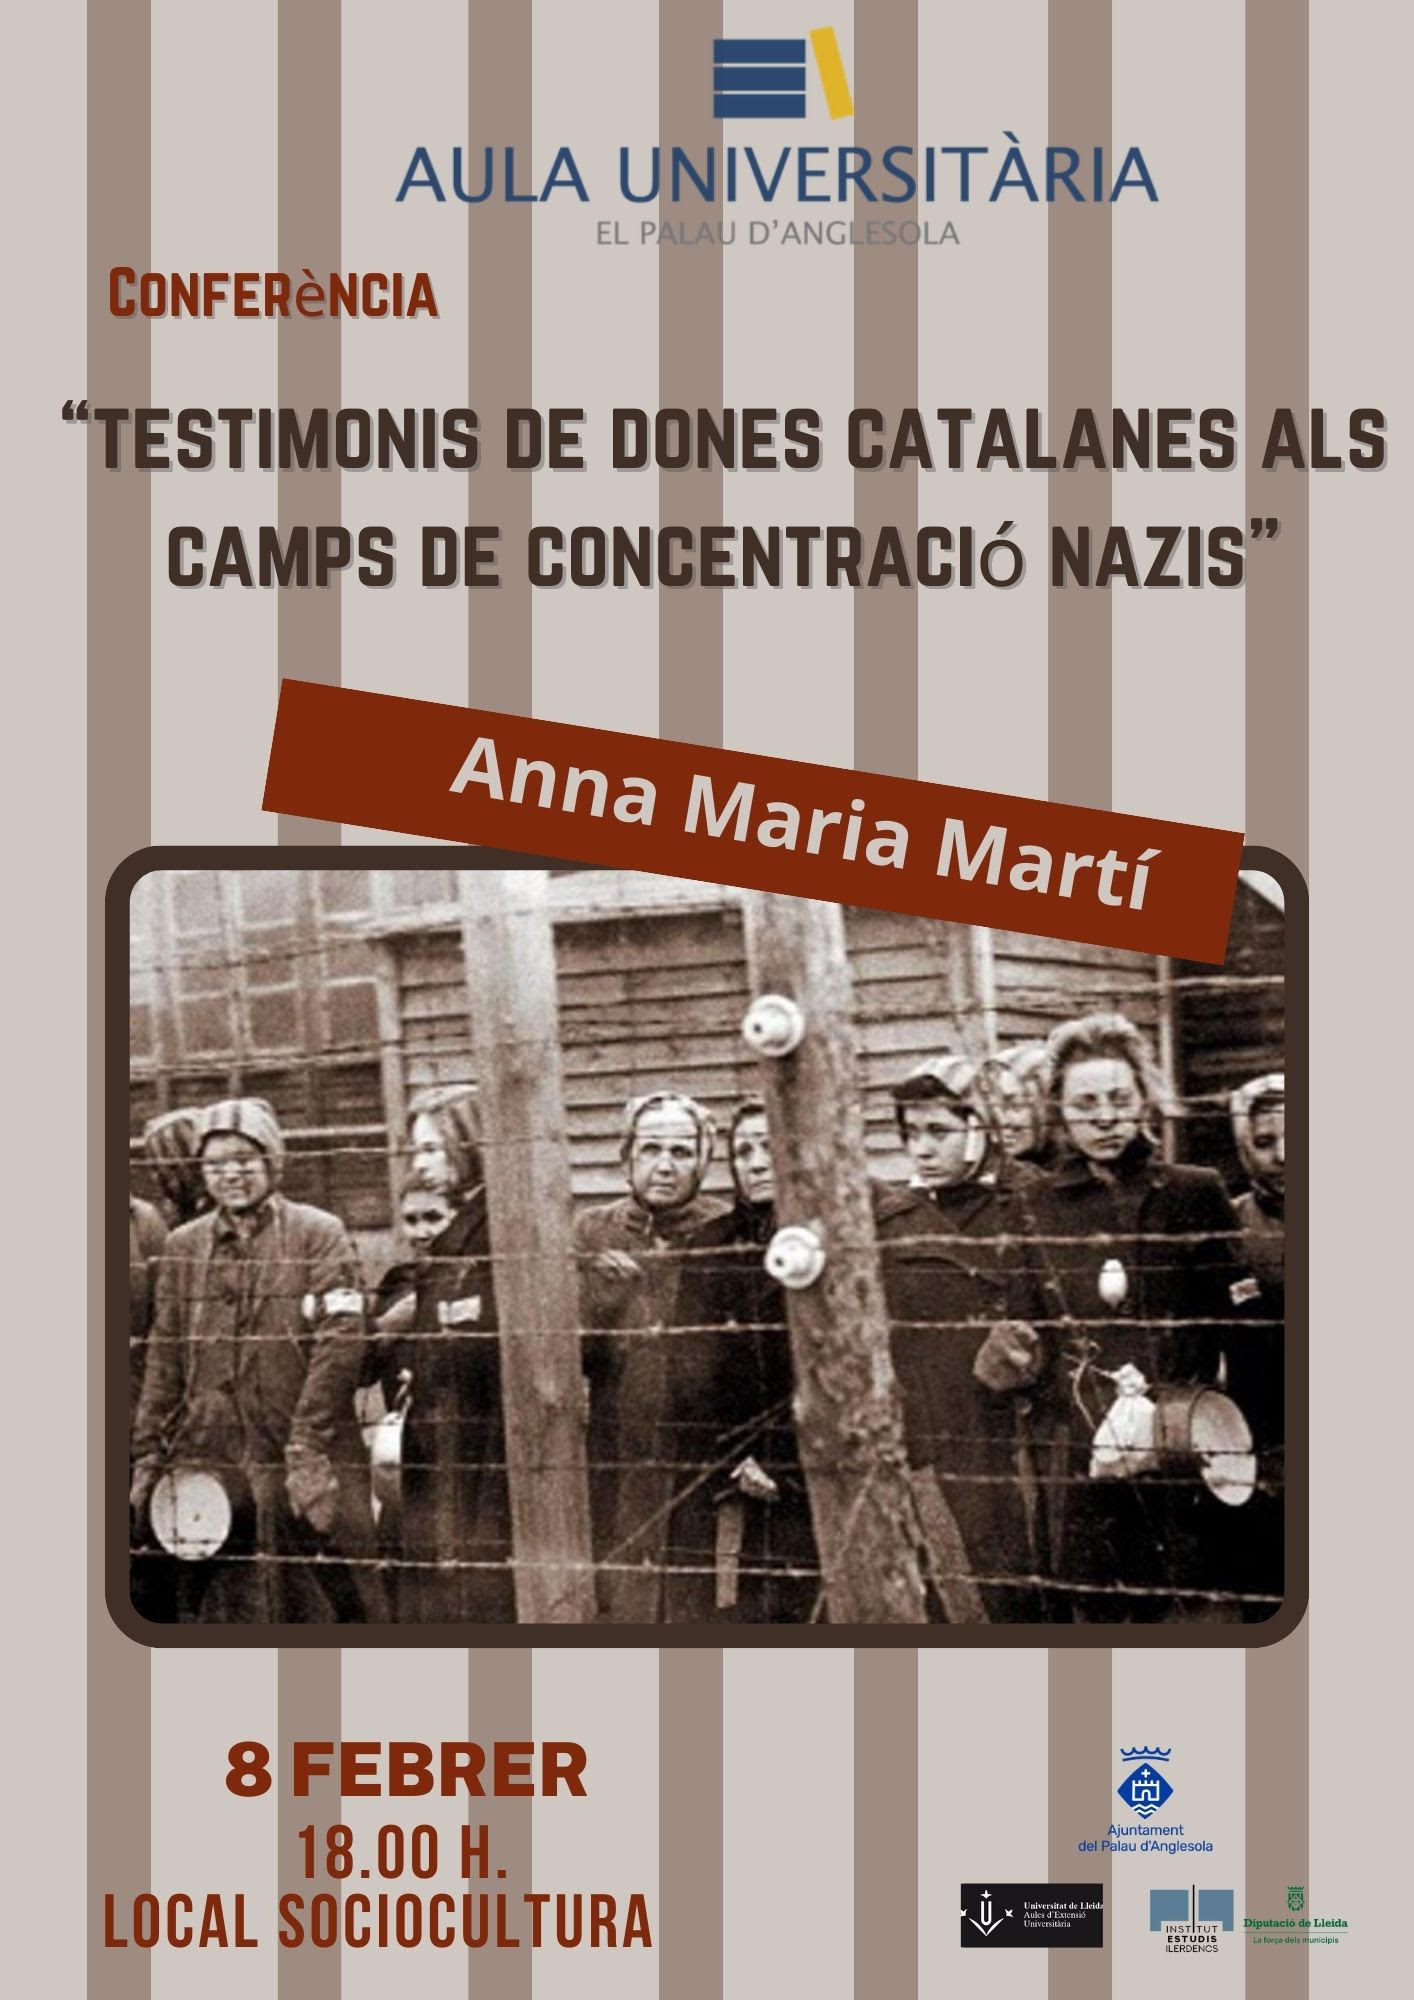 AULA UNIVERSITÀRIA
EL PALAU D'ANGLESOLA
CONFERèNCIA
“TESTIMONIS DE DONES CATALANES ALS
CAMPS DE CONCENTRACIó NAZIS”
Anna Maria Martí
8 FEBRER
18.00 H.
LOCAL SOCIOCULTURA
Ajuntament
del Palau d'Anglesola
Universitat de Lleida
Aules d'Extensió
Universitària
INSTITUT
ESTUDIS
ILERDENCS
Diputació de Lleida
La força dels municipis